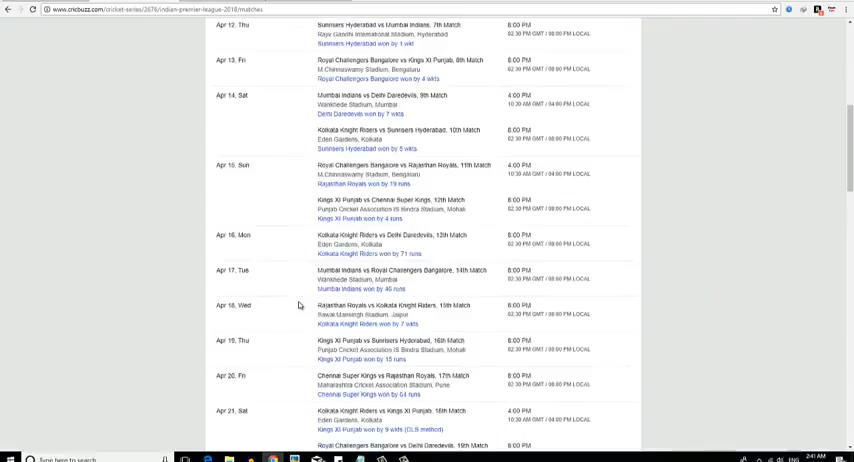 www.cricbuzz.com/cricket-series/2676/indian-premier-league-2018/matches
Apr 12, Thu
Sunrisers Hyderabad vs Mumbai Indians, 7th Match
8:00 PM
Rajiv Gandhi International Stadium, Hyderabad
02:30 PM GMT / 08:00 PM LOCAL
Sunrisers Hyderabad won by 1 wkt
Apr 13, Fri
Royal Challengers Bangalore vs Kings XI Punjab, 8th Match
8:00 PM
M.Chinnaswamy Stadium, Bengaluru
02:30 PM GMT / 08:00 PM LOCAL
Royal Challengers Bangalore won by 4 wkts
Apr 14, Sat
Mumbai Indians vs Delhi Daredevils, 9th Match
4:00 PM
Wankhede Stadium, Mumbai
10:30 AM GMT / 04:00 PM LOCAL
Delhi Daredevils won by 7 wkts
Kolkata Knight Riders vs Sunrisers Hyderabad, 10th Match
8:00 PM
Eden Gardens, Kolkata
02:30 PM GMT / 08:00 PM LOCAL
Sunrisers Hyderabad won by 5 wkts
Apr 15, Sun
Royal Challengers Bangalore vs Rajasthan Royals, 11th Match
4:00 PM
M.Chinnaswamy Stadium, Bengaluru
10:30 AM GMT / 04:00 PM LOCAL
Rajasthan Royals won by 19 runs
Kings XI Punjab vs Chennai Super Kings, 12th Match
8:00 PM
Punjab Cricket Association IS Bindra Stadium, Mohali
02:30 PM GMT / 08:00 PM LOCAL
Kings XI Punjab won by 4 runs
Apr 16, Mon
Kolkata Knight Riders vs Delhi Daredevils, 13th Match
8:00 PM
Eden Gardens, Kolkata
02:30 PM GMT / 08:00 PM LOCAL
Kolkata Knight Riders won by 71 runs
Apr 17, Tue
Mumbai Indians vs Royal Challengers Bangalore, 14th Match
8:00 PM
Wankhede Stadium, Mumbai
02:30 PM GMT / 08:00 PM LOCAL
Mumbai Indians won by 46 runs
Apr 18, Wed
Rajasthan Royals vs Kolkata Knight Riders, 15th Match
8:00 PM
Sawai Mansingh Stadium, Jaipur
02:30 PM GMT / 08:00 PM LOCAL
Kolkata Knight Riders won by 7 wkts
Apr 19, Thu
Kings XI Punjab vs Sunrisers Hyderabad, 16th Match
8:00 PM
Punjab Cricket Association IS Bindra Stadium, Mohali
02:30 PM GMT / 08:00 PM LOCAL
Kings XI Punjab won by 15 runs
Apr 20, Fri
Chennai Super Kings vs Rajasthan Royals, 17th Match
8:00 PM
Maharashtra Cricket Association Stadium, Pune
02:30 PM GMT / 08:00 PM LOCAL
Chennai Super Kings won by 64 runs
Apr 21, Sat
Kolkata Knight Riders vs Kings XI Punjab, 18th Match
4:00 PM
Eden Gardens, Kolkata
10:30 AM GMT / 04:00 PM LOCAL
Kings XI Punjab won by 9 wkts (DLS method)
Royal Challengers Bangalore vs Delhi Daredevils, 19th Match
8:00 PM
Type here to search
ENG
2:41 AM